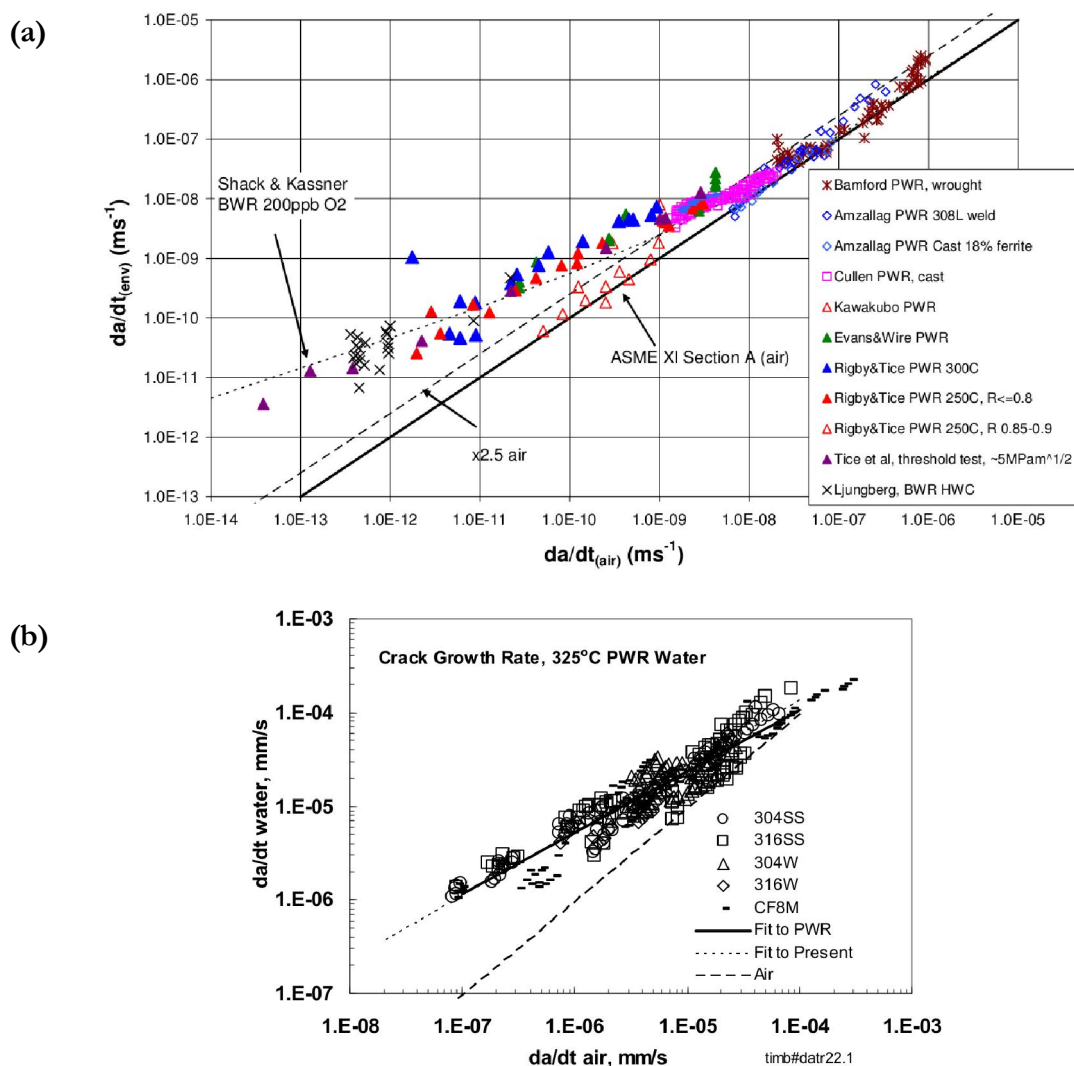 (a)
1.0E-05
1.0E-06
1.0E-07
1.0E-08
1.0E-09
1.0E-10
1.0E-11
1.0E-12
1.0E-13
da/dt(env) (ms-1)
Shack & Kassner
BWR 200ppb O2
ASME XI Section A (air)
x2.5 air
Bamford PWR, wrought
Amzallag PWR 308L weld
Amzallag PWR Cast 18% ferrite
Cullen PWR, cast
Kawakubo PWR
Evans&Wire PWR
Rigby&Tice PWR 300C
Rigby&Tice PWR 250C, R<=0.8
Rigby&Tice PWR 250C, R 0.85-0.9
Tice et al, threshold test, ~5MPam^1/2
Ljungberg, BWR HWC
1.0E-14 1.0E-13 1.0E-12 1.0E-11 1.0E-10 1.0E-09 1.0E-08 1.0E-07 1.0E-06 1.0E-05
da/dt(air) (ms-1)
(b)
1.E-03
1.E-04
1.E-05
1.E-06
1.E-07
da/dt water, mm/s
Crack Growth Rate, 325oC PWR Water
304SS
316SS
304W
316W
CF8M
Fit to PWR
Fit to Present
Air
1.E-08 1.E-07 1.E-06 1.E-05 1.E-04 1.E-03
da/dt air, mm/s
timb#datr22.1